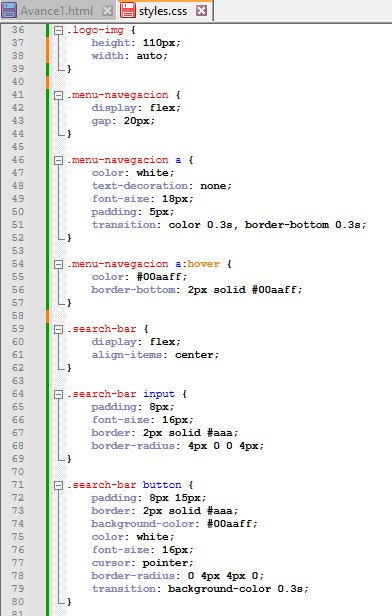 Avance1.html styles.css
36 .logo-img {
37 height: 110px;
38 width: auto;
39 }
40
41 .menu-navegacion {
42 display: flex;
43 gap: 20px;
44 }
45
46 .menu-navegacion a {
47 color: white;
48 text-decoration: none;
49 font-size: 18px;
50 padding: 5px;
51 transition: color 0.3s, border-bottom 0.3s;
52 }
53
54 .menu-navegacion a:hover {
55 color: #00aaff;
56 border-bottom: 2px solid #00aaff;
57 }
58
59 .search-bar {
60 display: flex;
61 align-items: center;
62 }
63
64 .search-bar input {
65 padding: 8px;
66 font-size: 16px;
67 border: 2px solid #aaa;
68 border-radius: 4px 0 0 4px;
69 }
70
71 .search-bar button {
72 padding: 8px 15px;
73 border: 2px solid #aaa;
74 background-color: #00aaff;
75 color: white;
76 font-size: 16px;
77 cursor: pointer;
78 border-radius: 0 4px 4px 0;
79 transition: background-color 0.3s;
80 }
81